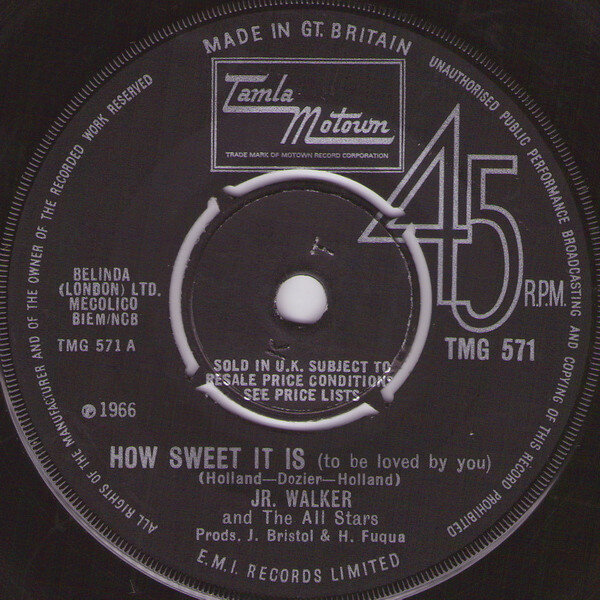 MADE IN GT. BRITAIN
Tamla
Motown
TRADE MARK OF MOTOWN RECORD CORPORATION
45
R.P.M.
TMG 571
BELINDA
(LONDON) LTD.
MECOLICO
BIEM/NCB
TMG 571 A
℗ 1966
SOLD IN U.K. SUBJECT TO
RESALE PRICE CONDITIONS
SEE PRICE LISTS
HOW SWEET IT IS (to be loved by you)
(Holland—Dozier—Holland)
JR. WALKER
and The All Stars
Prods. J. Bristol & H. Fuqua
E.M.I. RECORDS LIMITED
ALL RIGHTS OF THE MANUFACTURER AND OF THE OWNER OF THE RECORDED WORK RESERVED
UNAUTHORISED PUBLIC PERFORMANCE BROADCASTING AND COPYING OF THIS RECORD PROHIBITED